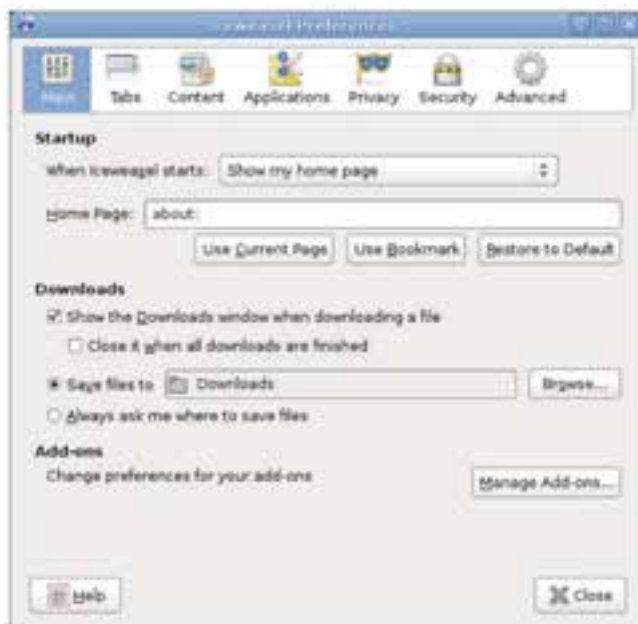 Iceweasel Preferences
Main Tabs Content Applications Privacy Security Advanced
Startup
When Iceweasel starts: Show my home page
Home Page: about:
Use Current Page Use Bookmark Restore to Default
Downloads
Show the Downloads window when downloading a file
Close it when all downloads are finished
Save files to Downloads Browse...
Always ask me where to save files
Add-ons
Change preferences for your add-ons
Manage Add-ons...
Help Close